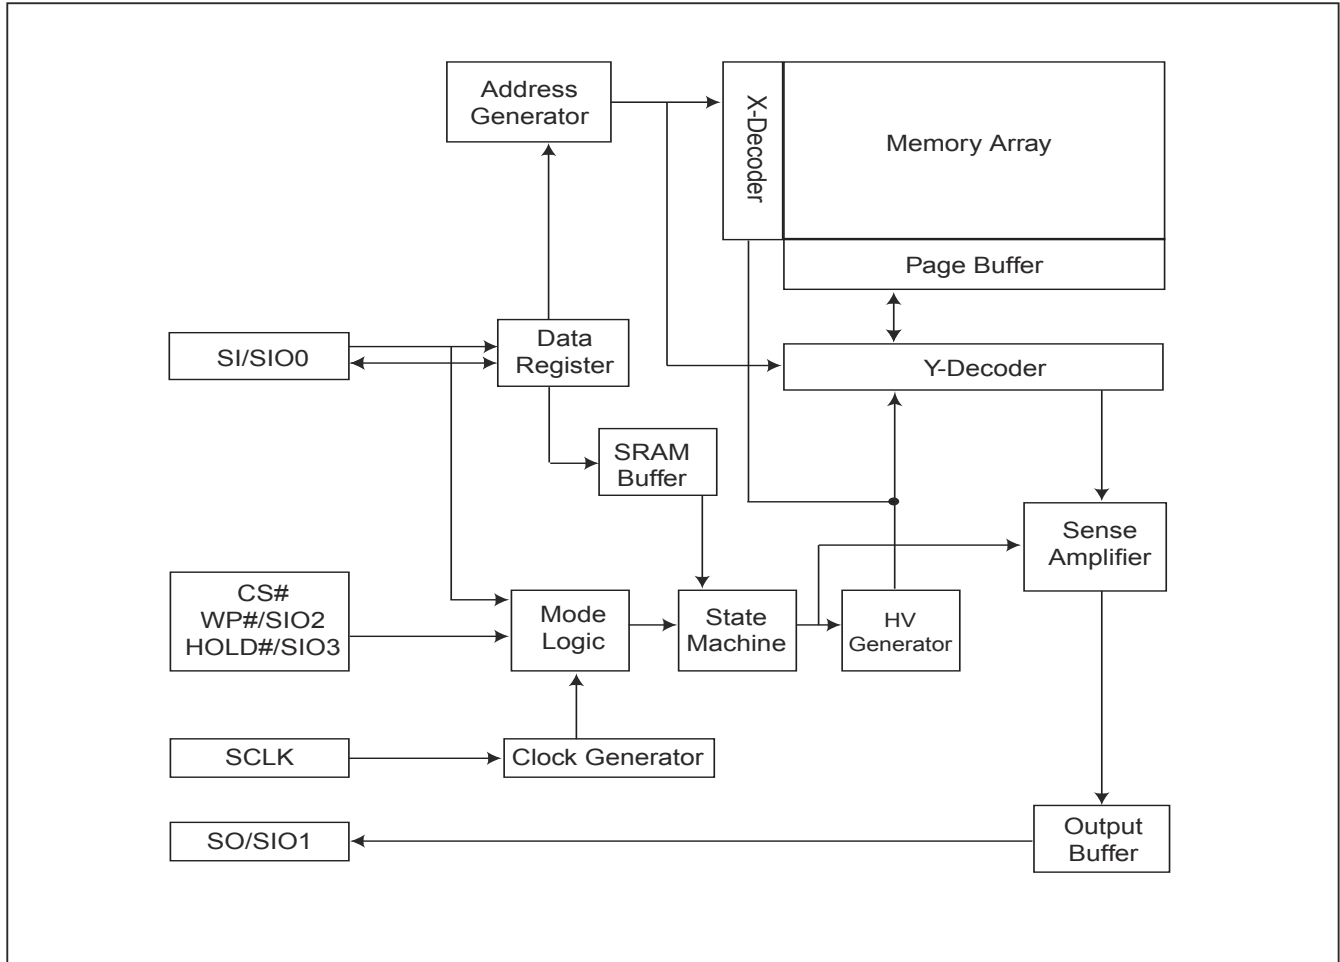 Address
Generator
X-Decoder
Memory Array
Page Buffer
SI/SIO0
Data
Register
Y-Decoder
SRAM
Buffer
Sense
Amplifier
CS#
WP#/SIO2
HOLD#/SIO3
Mode
Logic
State
Machine
HV
Generator
SCLK
Clock Generator
SO/SIO1
Output
Buffer